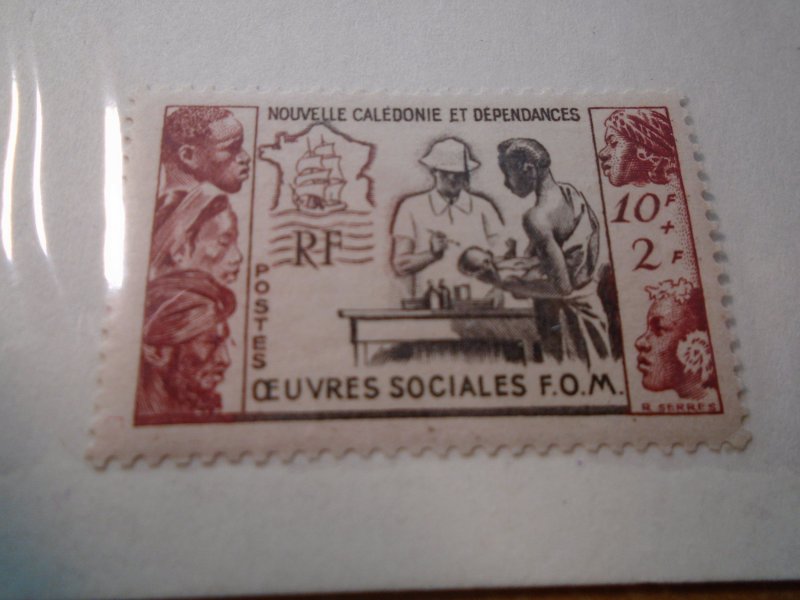 NOUVELLE CALÉDONIE ET DÉPENDANCES
RF
10F
+
2F
POSTES
ŒUVRES SOCIALES F.O.M.
R. SERRES